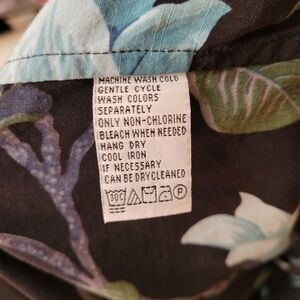 MACHINE WASH COLD
GENTLE CYCLE
WASH COLORS
SEPARATELY
ONLY NON-CHLORINE
BLEACH WHEN NEEDED
HANG DRY
COOL IRON
IF NECESSARY
CAN BE DRYCLEANED
30C P